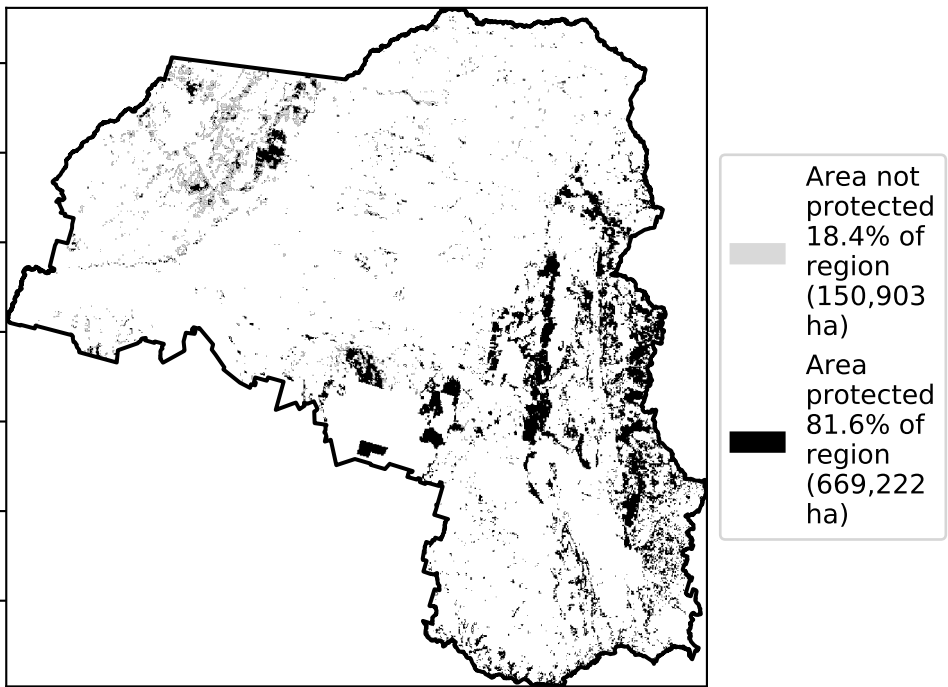 Area not
protected
18.4% of
region
(150,903
ha)
Area
protected
81.6% of
region
(669,222
ha)